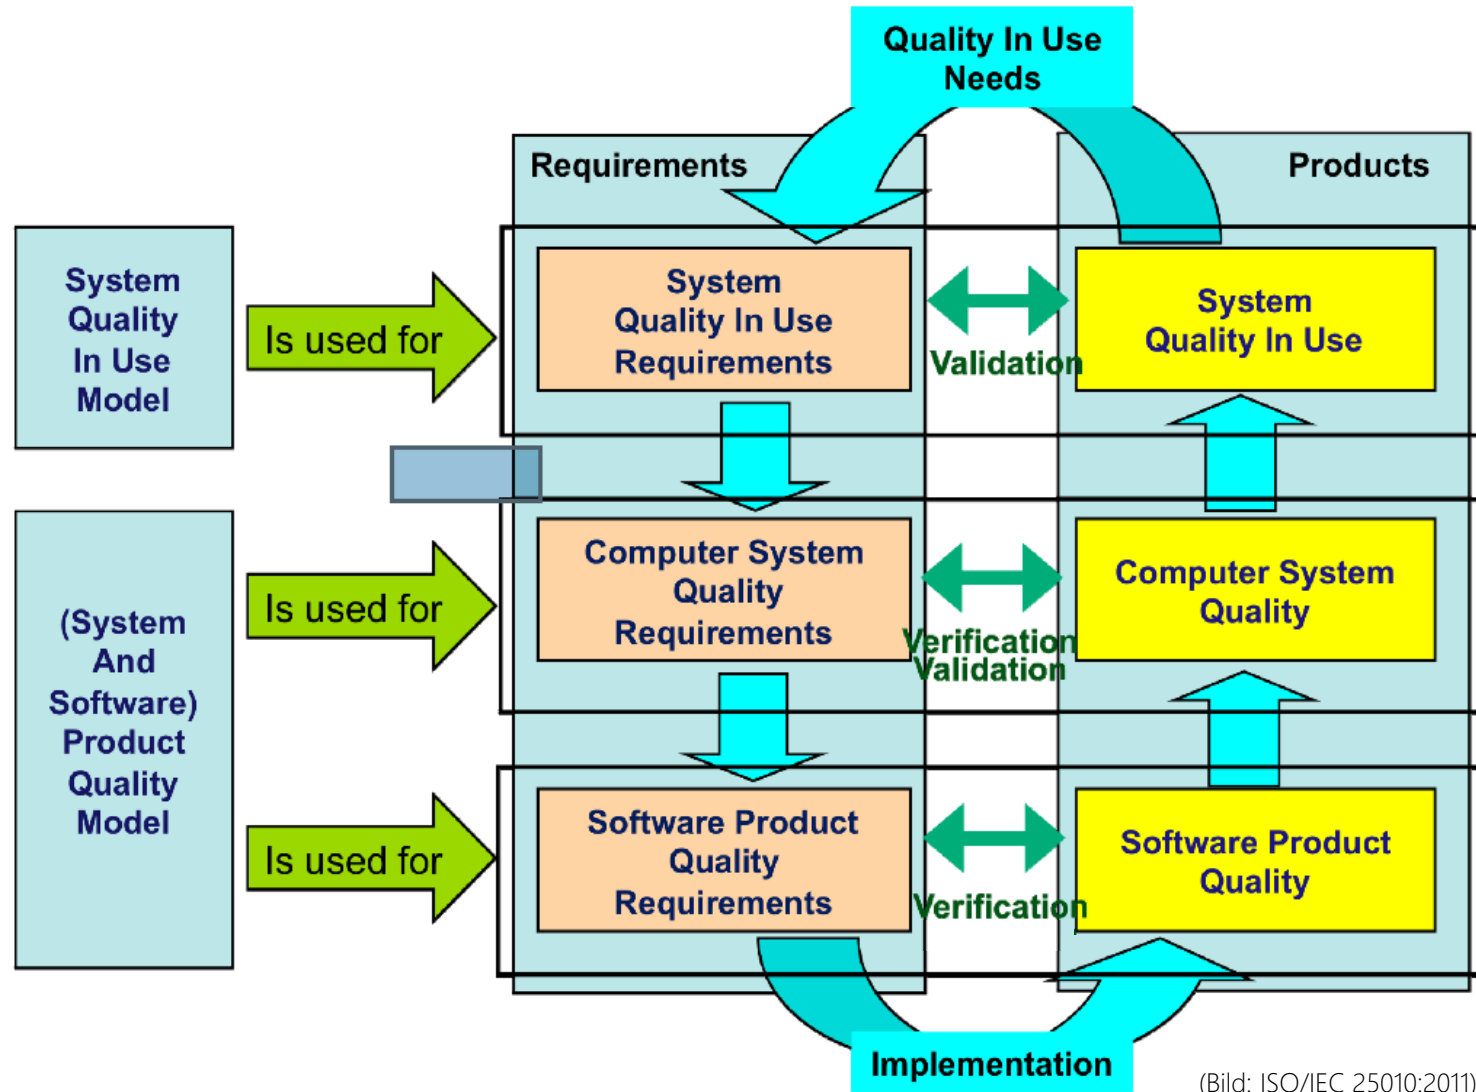 Quality In Use
Needs
Requirements
Products
System
Quality
In Use
Model
Is used for
System
Quality In Use
Requirements
Validation
System
Quality In Use
(System
And
Software)
Product
Quality
Model
Is used for
Computer System
Quality
Requirements
Verification
Validation
Computer System
Quality
Is used for
Software Product
Quality
Requirements
Verification
Software Product
Quality
Implementation
(Bild: ISO/IEC 25010:2011)